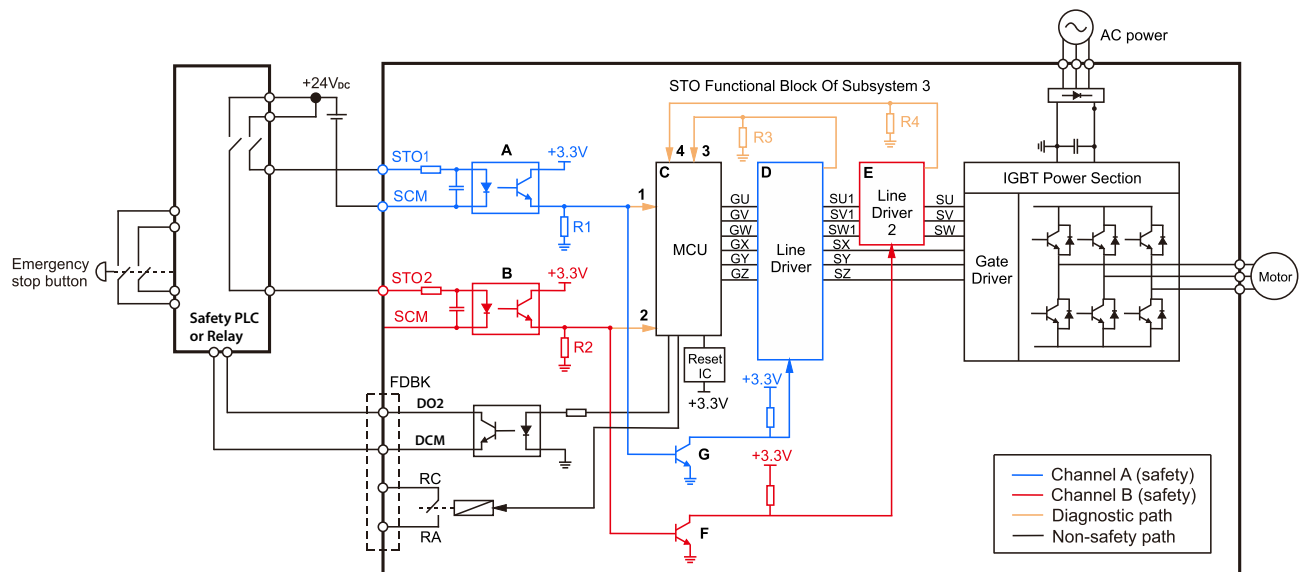 AC power
+24VDC
STO Functional Block Of Subsystem 3
R3
R4
STO1
A
+3.3V
4
3
C
D
E
IGBT Power Section
SCM
1
R1
MCU
GU
GV
GW
GX
GY
GZ
Line
Driver
SU1
SV1
SW1
SX
SY
SZ
Line
Driver
2
SU
SV
SW
Gate
Driver
Motor
Emergency
stop button
STO2
B
+3.3V
SCM
2
R2
Safety PLC
or Relay
Reset
IC
+3.3V
+3.3V
FDBK
DO2
DCM
G
+3.3V
RC
RA
F
Channel A (safety)
Channel B (safety)
Diagnostic path
Non-safety path